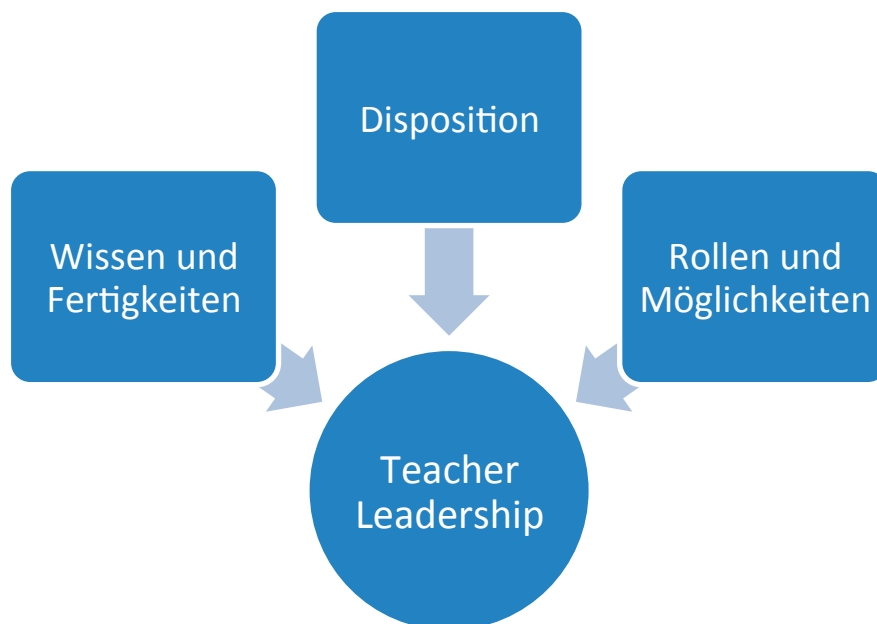 Disposition
Wissen und
Fertigkeiten
Rollen und
Möglichkeiten
Teacher
Leadership